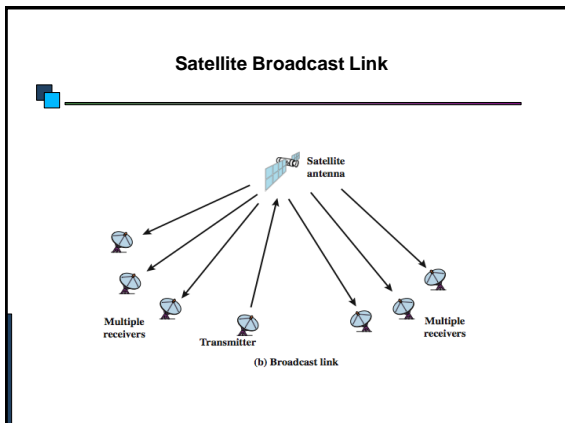 Satellite Broadcast Link
Satellite
antenna
Multiple
receivers
Transmitter
Multiple
receivers
(b) Broadcast link